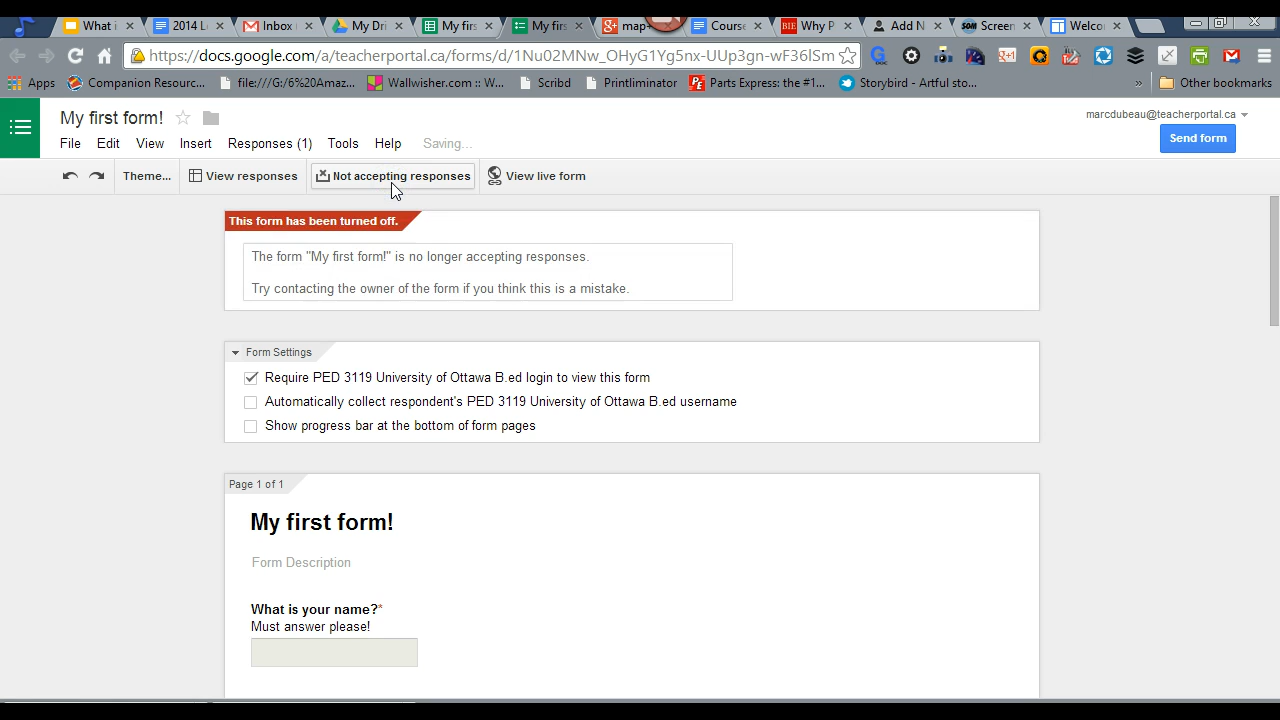 What i
2014 L
Inbox
My Dri
My firs
My firs
map
Course
BIE Why P
Add N
SOM Screen
Welco
https://docs.google.com/a/teacherportal.ca/forms/d/1Nu02MNw_OHyG1Yg5nx-UUp3gn-wF36lSm
Apps
Companion Resourc...
file:///G:/6%20Amaz...
Wallwisher.com :: W...
Scribd
Printliminator
PE Parts Express: the #1...
Storybird - Artful sto...
»
Other bookmarks
My first form!
marcdubeau@teacherportal.ca
File Edit View Insert Responses (1) Tools Help Saving...
Send form
Theme...
View responses
Not accepting responses
View live form
This form has been turned off.
The form "My first form!" is no longer accepting responses.
Try contacting the owner of the form if you think this is a mistake.
Form Settings
Require PED 3119 University of Ottawa B.ed login to view this form
Automatically collect respondent's PED 3119 University of Ottawa B.ed username
Show progress bar at the bottom of form pages
Page 1 of 1
My first form!
Form Description
What is your name?*
Must answer please!